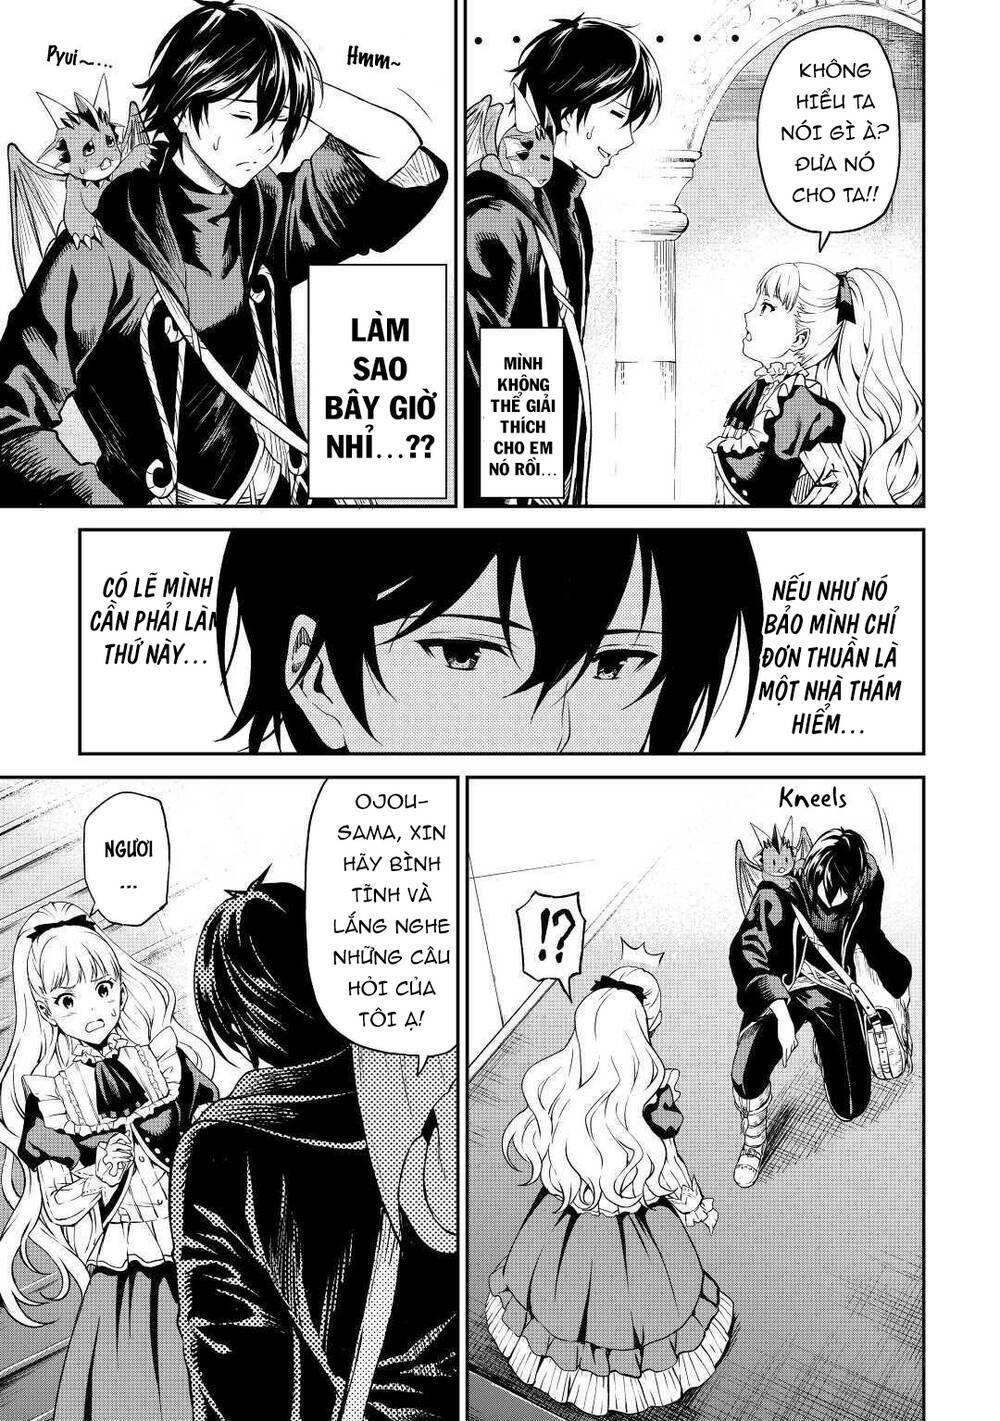 KHÔNG
HIỂU TA
NÓI GÌ À?
ĐƯA NÓ
CHO TA!!
MÌNH
KHÔNG
THỂ GIẢI
THÍCH
CHO EM
NÓ RỒI...
Hmm~
Pyui~...
LÀM
SAO
BÂY GIỜ
NHỈ...??
NẾU NHƯ NÓ
BẢO MÌNH CHỈ
ĐƠN THUẦN LÀ
MỘT NHÀ THÁM
HIỂM...
CÓ LẼ MÌNH
CẦN PHẢI LÀM
THỨ NÀY...
Kneels
!?
OJOU-
SAMA, XIN
HÃY BÌNH
TĨNH VÀ
LẮNG NGHE
NHỮNG CÂU
HỎI CỦA
TÔI Ạ!
NGƯƠI
...